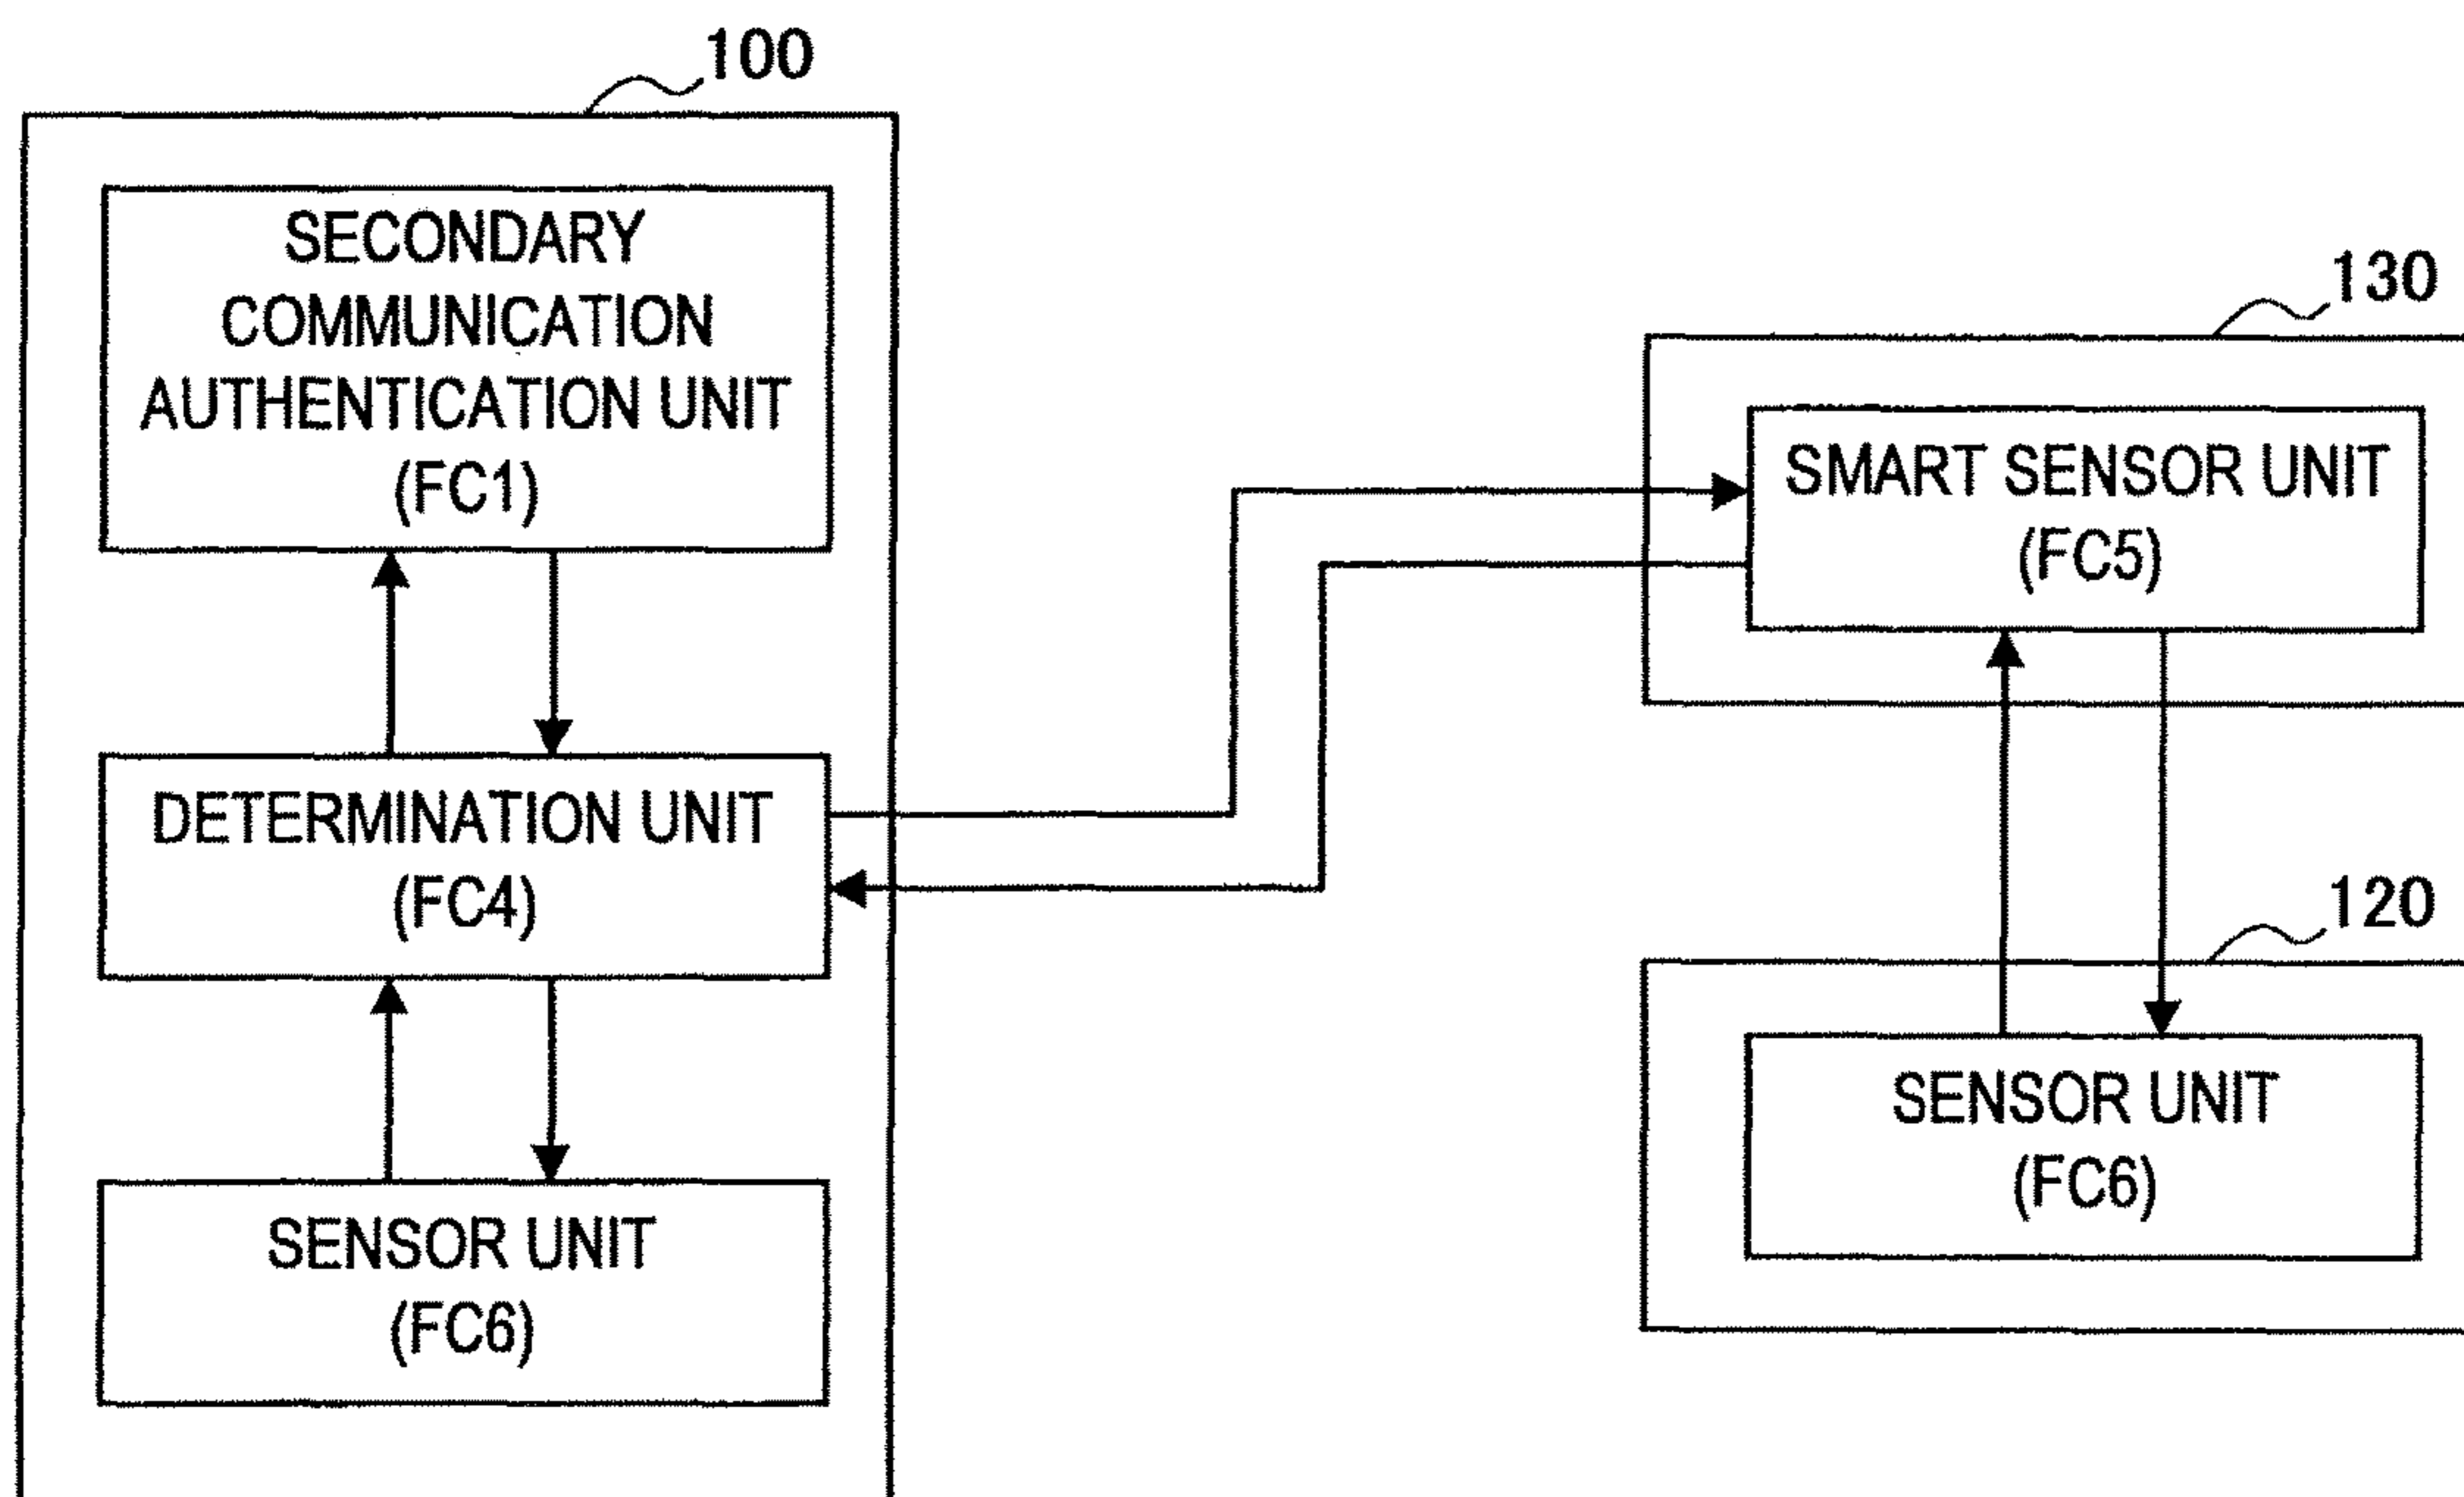 100
SECONDARY
COMMUNICATION
AUTHENTICATION UNIT
(FC1)
DETERMINATION UNIT
(FC4)
SENSOR UNIT
(FC6)
130
SMART SENSOR UNIT
(FC5)
120
SENSOR UNIT
(FC6)